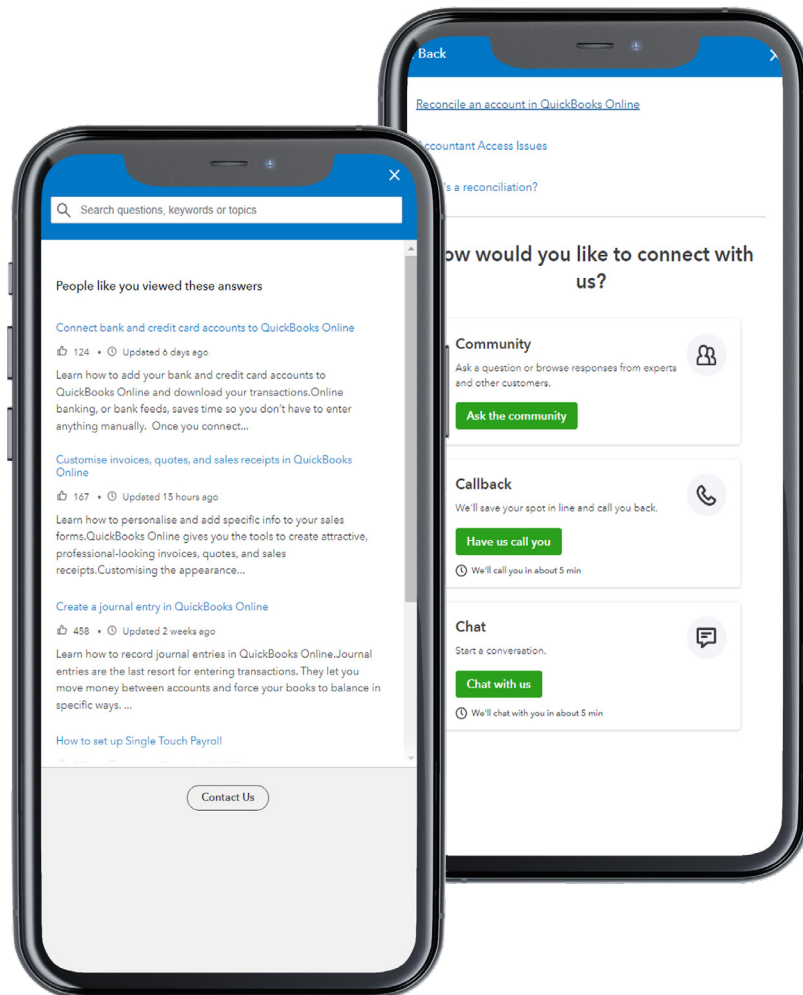 Search questions, keywords or topics
People like you viewed these answers
Connect bank and credit card accounts to QuickBooks Online
124 • Updated 6 days ago
Learn how to add your bank and credit card accounts to
QuickBooks Online and download your transactions.Online
banking, or bank feeds, saves time so you don't have to enter
anything manually. Once you connect...
Customise invoices, quotes, and sales receipts in QuickBooks
Online
167 • Updated 15 hours ago
Learn how to personalise and add specific info to your sales
forms.QuickBooks Online gives you the tools to create attractive,
professional-looking invoices, quotes, and sales
receipts.Customising the appearance...
Create a journal entry in QuickBooks Online
458 • Updated 2 weeks ago
Learn how to record journal entries in QuickBooks Online.Journal
entries are the last resort for entering transactions. They let you
move money between accounts and force your books to balance in
specific ways. ...
How to set up Single Touch Payroll
Contact Us
Back
Reconcile an account in QuickBooks Online
Accountant Access Issues
's a reconciliation?
ow would you like to connect with
us?
Community
Ask a question or browse responses from experts
and other customers.
Ask the community
Callback
We'll save your spot in line and call you back.
Have us call you
We'll call you in about 5 min
Chat
Start a conversation.
Chat with us
We'll chat with you in about 5 min